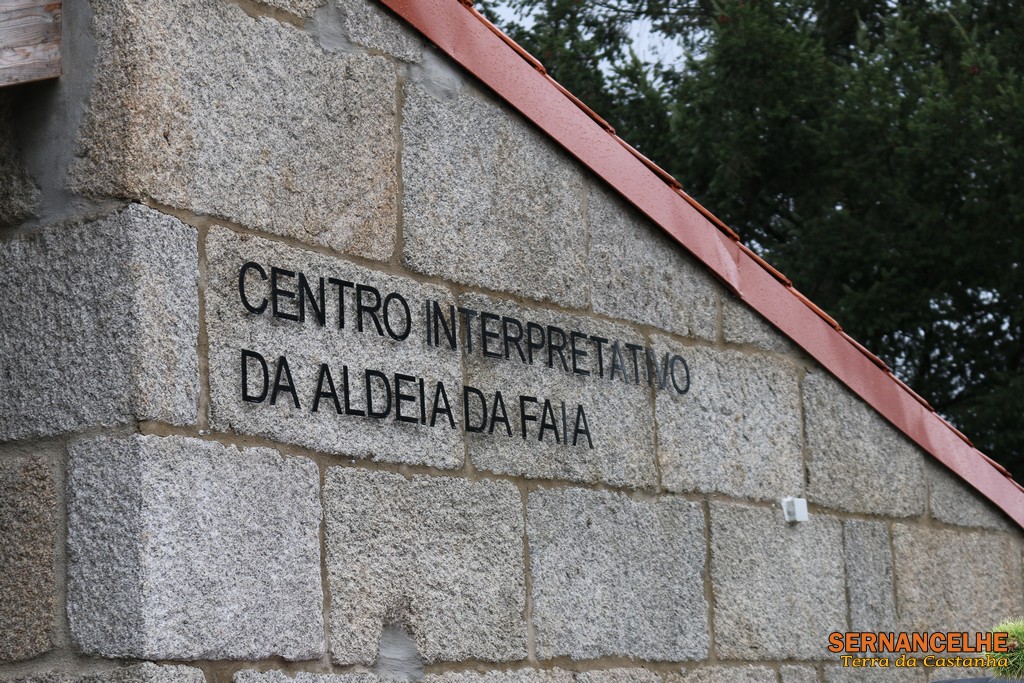 CENTRO INTERPRETATIVO
DA ALDEIA DA FAIA
SERNANCELHE
Terra da Castanha